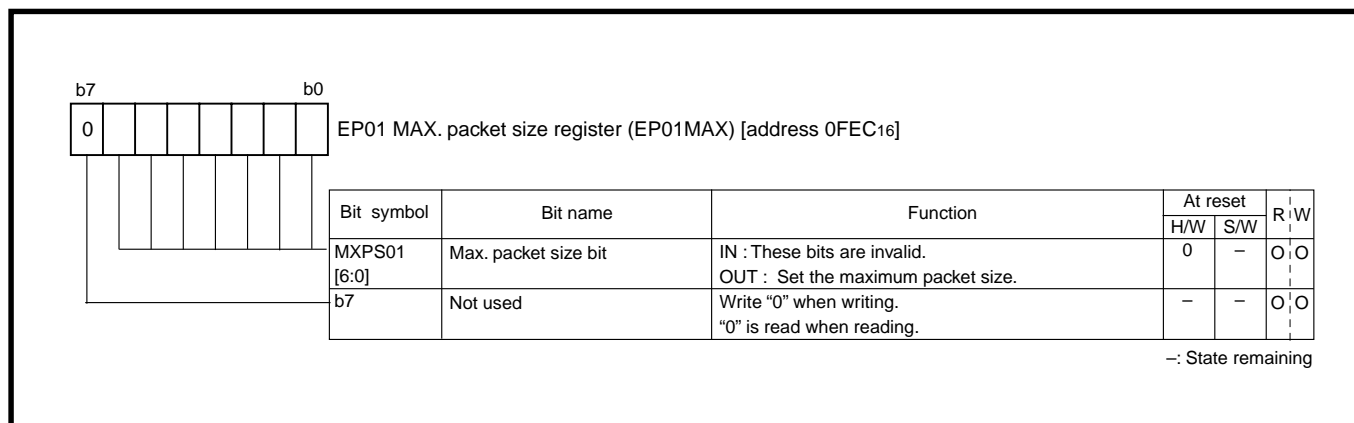 b7 b0
0
EP01 MAX. packet size register (EP01MAX) [address 0FEC16]
Bit symbol Bit name Function At reset R W
H/W S/W
MXPS01 Max. packet size bit IN : These bits are invalid. 0 – O O
[6:0] OUT : Set the maximum packet size.
b7 Not used Write “0” when writing. – – O O
“0” is read when reading.
–: State remaining